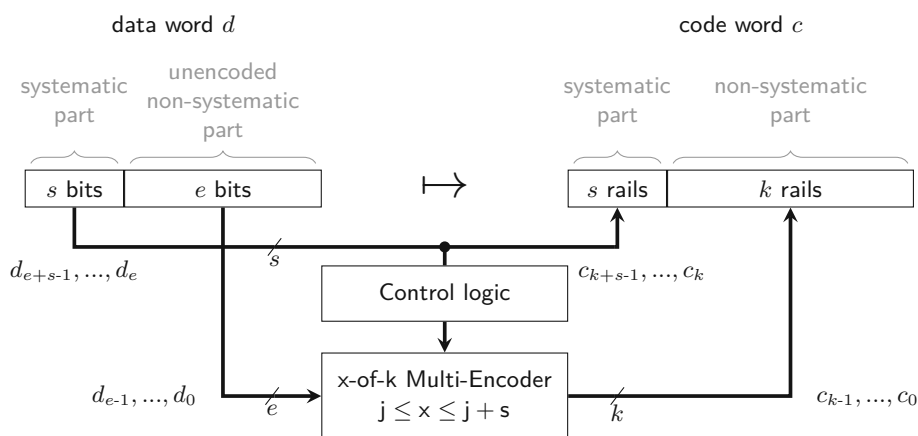 data word d
code word c
systematic
part
unencoded
non-systematic
part
systematic
part
non-systematic
part
s bits
e bits
↦
s rails
k rails
s
d_{e+s-1}, ..., d_e
c_{k+s-1}, ..., c_k
Control logic
x-of-k Multi-Encoder
j ≤ x ≤ j + s
d_{e-1}, ..., d_0
e
k
c_{k-1}, ..., c_0